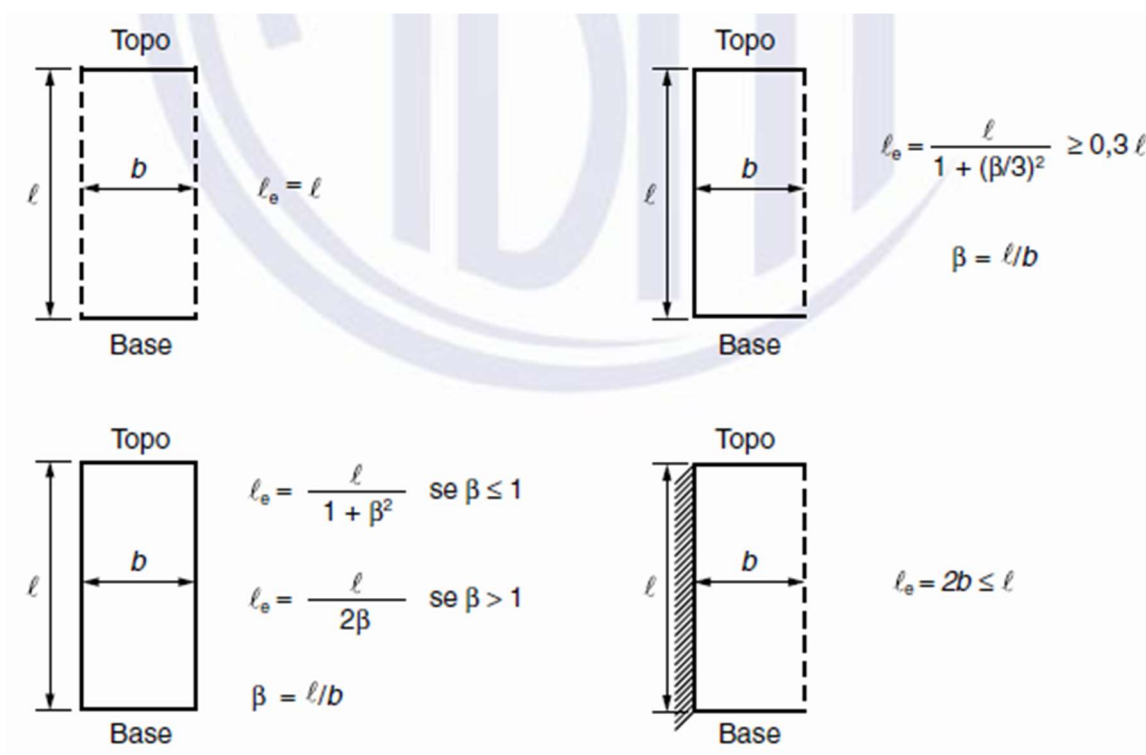 Topo
ℓ
b
ℓe = ℓ
Base
Topo
ℓ
b
ℓe = ℓ / 1 + (β/3)² ≥ 0,3 ℓ
β = ℓ/b
Base
Topo
ℓ
b
ℓe = ℓ / 1 + β² se β ≤ 1
ℓe = ℓ / 2β se β > 1
β = ℓ/b
Base
Topo
ℓ
b
ℓe = 2b ≤ ℓ
Base